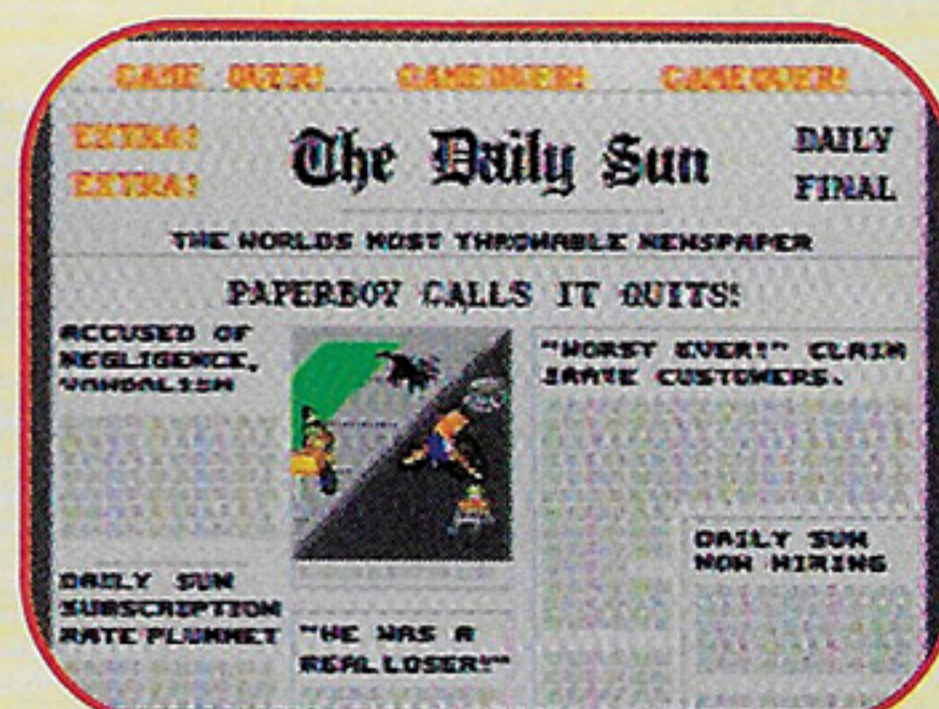 GAME OVER! GAME OVER! GAME OVER!
EXTRA!
EXTRA!
The Daily Sun
DAILY
FINAL
THE WORLDS MOST THROWABLE NEWSPAPER
PAPERBOY CALLS IT QUITS!
ACCUSED OF
NEGLIGENCE,
VANDALISM
"WORST EVER!" CLAIM
IRATE CUSTOMERS.
DAILY SUN
NOW HIRING
DAILY SUN
SUBSCRIPTION
RATE PLUMMET
"HE WAS A
REAL LOSER!"